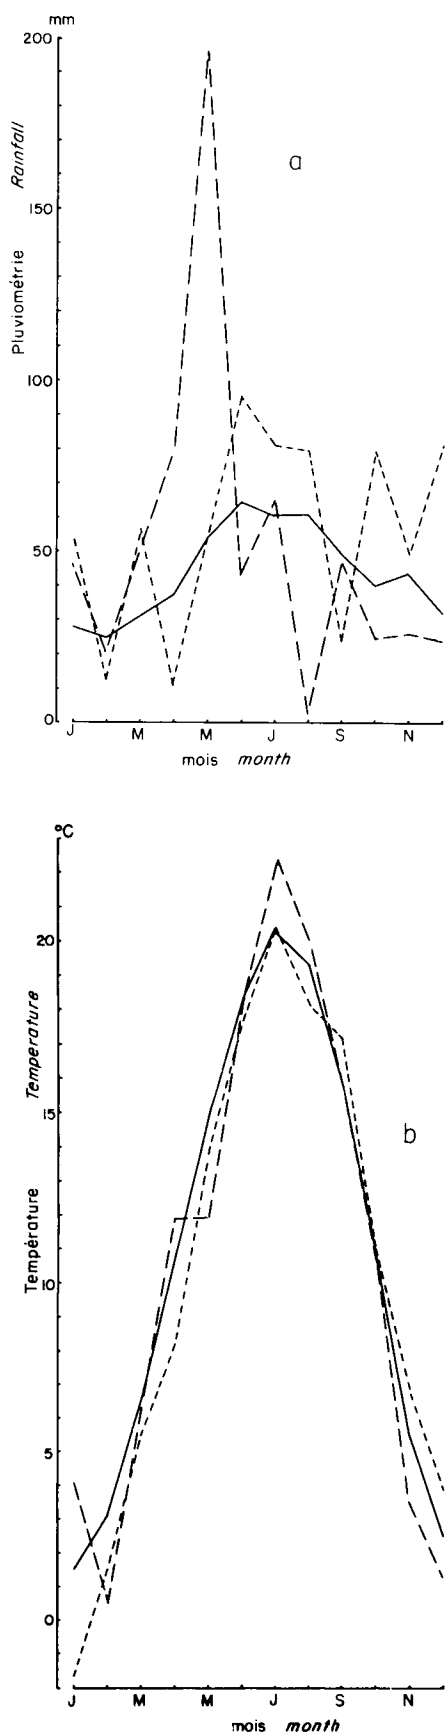 mm
200
Pluviométrie Rainfall
a
150
100
50
0
J M M J S N
mois month
°C
20
Température Temperature
15
b
10
5
0
J M M J S N
mois month